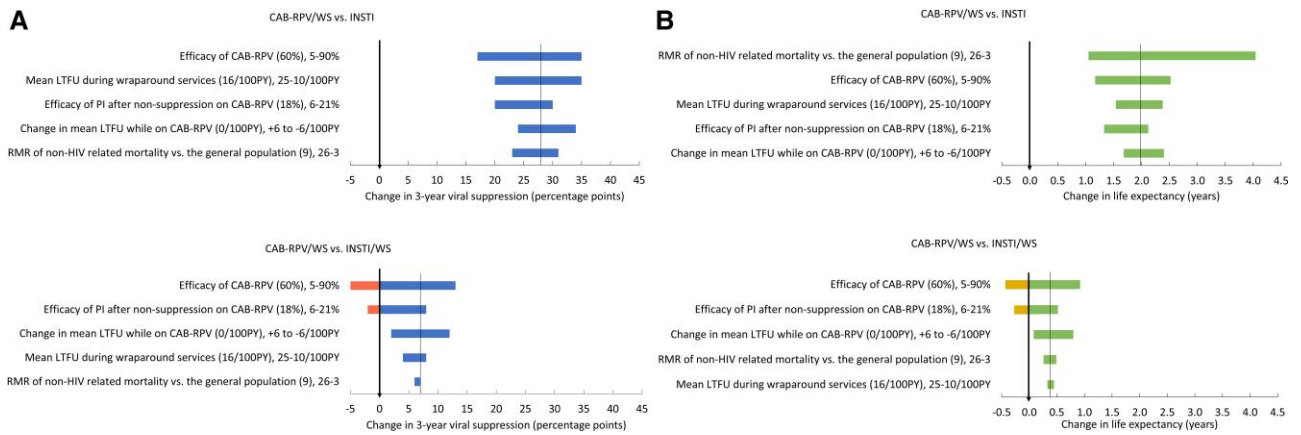 A
CAB-RPV/WS vs. INSTI
Efficacy of CAB-RPV (60%), 5-90%
Mean LTFU during wraparound services (16/100PY), 25-10/100PY
Efficacy of PI after non-suppression on CAB-RPV (18%), 6-21%
Change in mean LTFU while on CAB-RPV (0/100PY), +6 to -6/100PY
RMR of non-HIV related mortality vs. the general population (9), 26-3
-5 0 5 10 15 20 25 30 35 40 45
Change in 3-year viral suppression (percentage points)
CAB-RPV/WS vs. INSTI/WS
Efficacy of CAB-RPV (60%), 5-90%
Efficacy of PI after non-suppression on CAB-RPV (18%), 6-21%
Change in mean LTFU while on CAB-RPV (0/100PY), +6 to -6/100PY
Mean LTFU during wraparound services (16/100PY), 25-10/100PY
RMR of non-HIV related mortality vs. the general population (9), 26-3
-5 0 5 10 15 20 25 30 35 40 45
Change in 3-year viral suppression (percentage points)
B
CAB-RPV/WS vs. INSTI
RMR of non-HIV related mortality vs. the general population (9), 26-3
Efficacy of CAB-RPV (60%), 5-90%
Mean LTFU during wraparound services (16/100PY), 25-10/100PY
Efficacy of PI after non-suppression on CAB-RPV (18%), 6-21%
Change in mean LTFU while on CAB-RPV (0/100PY), +6 to -6/100PY
-0.5 0.0 0.5 1.0 1.5 2.0 2.5 3.0 3.5 4.0 4.5
Change in life expectancy (years)
CAB-RPV/WS vs. INSTI/WS
Efficacy of CAB-RPV (60%), 5-90%
Efficacy of PI after non-suppression on CAB-RPV (18%), 6-21%
Change in mean LTFU while on CAB-RPV (0/100PY), +6 to -6/100PY
RMR of non-HIV related mortality vs. the general population (9), 26-3
Mean LTFU during wraparound services (16/100PY), 25-10/100PY
-0.5 0.0 0.5 1.0 1.5 2.0 2.5 3.0 3.5 4.0 4.5
Change in life expectancy (years)